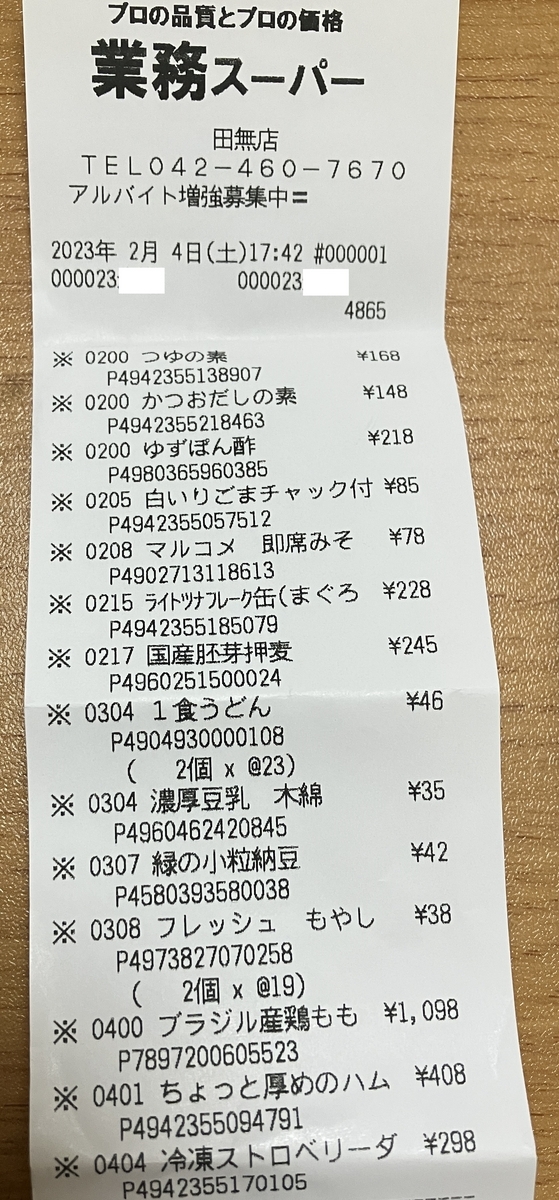 プロの品質とプロの価格
業務スーパー
田無店
TEL042-460-7670
アルバイト増強募集中=
2023年 2月 4日(土)17:42 #000001
000023 000023
4865
※ 0200 つゆの素 ¥168
P4942355138907
※ 0200 かつおだしの素 ¥148
P4942355218463
※ 0200 ゆずぽん酢 ¥218
P4980365960385
※ 0205 白いりごまチャック付 ¥85
P4942355057512
※ 0208 マルコメ 即席みそ ¥78
P4902713118613
※ 0215 ライトツナフレーク缶(まぐろ ¥228
P4942355185079
※ 0217 国産胚芽押麦 ¥245
P4960251500024
※ 0304 1食うどん ¥46
P4904930000108
( 2個 x @23)
※ 0304 濃厚豆乳 木綿 ¥35
P4960462420845
※ 0307 緑の小粒納豆 ¥42
P4580393580038
※ 0308 フレッシュ もやし ¥38
P4973827070258
( 2個 x @19)
※ 0400 ブラジル産鶏もも ¥1,098
P7897200605523
※ 0401 ちょっと厚めのハム ¥408
P4942355094791
※ 0404 冷凍ストロベリーダ ¥298
P4942355170105